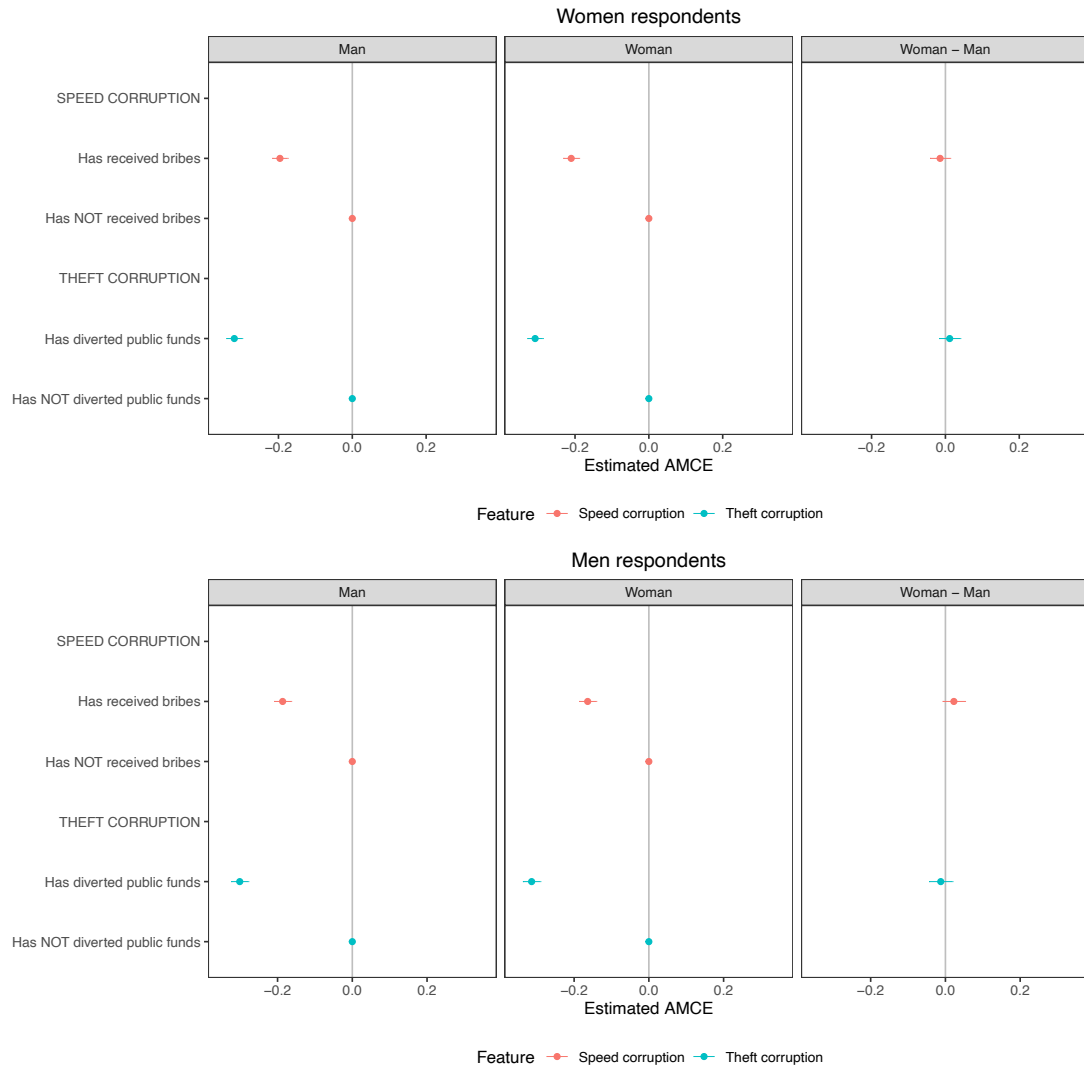 Women respondents
Man Woman Woman − Man
SPEED CORRUPTION
Has received bribes
Has NOT received bribes
THEFT CORRUPTION
Has diverted public funds
Has NOT diverted public funds
−0.2 0.0 0.2 −0.2 0.0 0.2 −0.2 0.0 0.2
Estimated AMCE
Feature Speed corruption Theft corruption
Men respondents
Man Woman Woman − Man
SPEED CORRUPTION
Has received bribes
Has NOT received bribes
THEFT CORRUPTION
Has diverted public funds
Has NOT diverted public funds
−0.2 0.0 0.2 −0.2 0.0 0.2 −0.2 0.0 0.2
Estimated AMCE
Feature Speed corruption Theft corruption